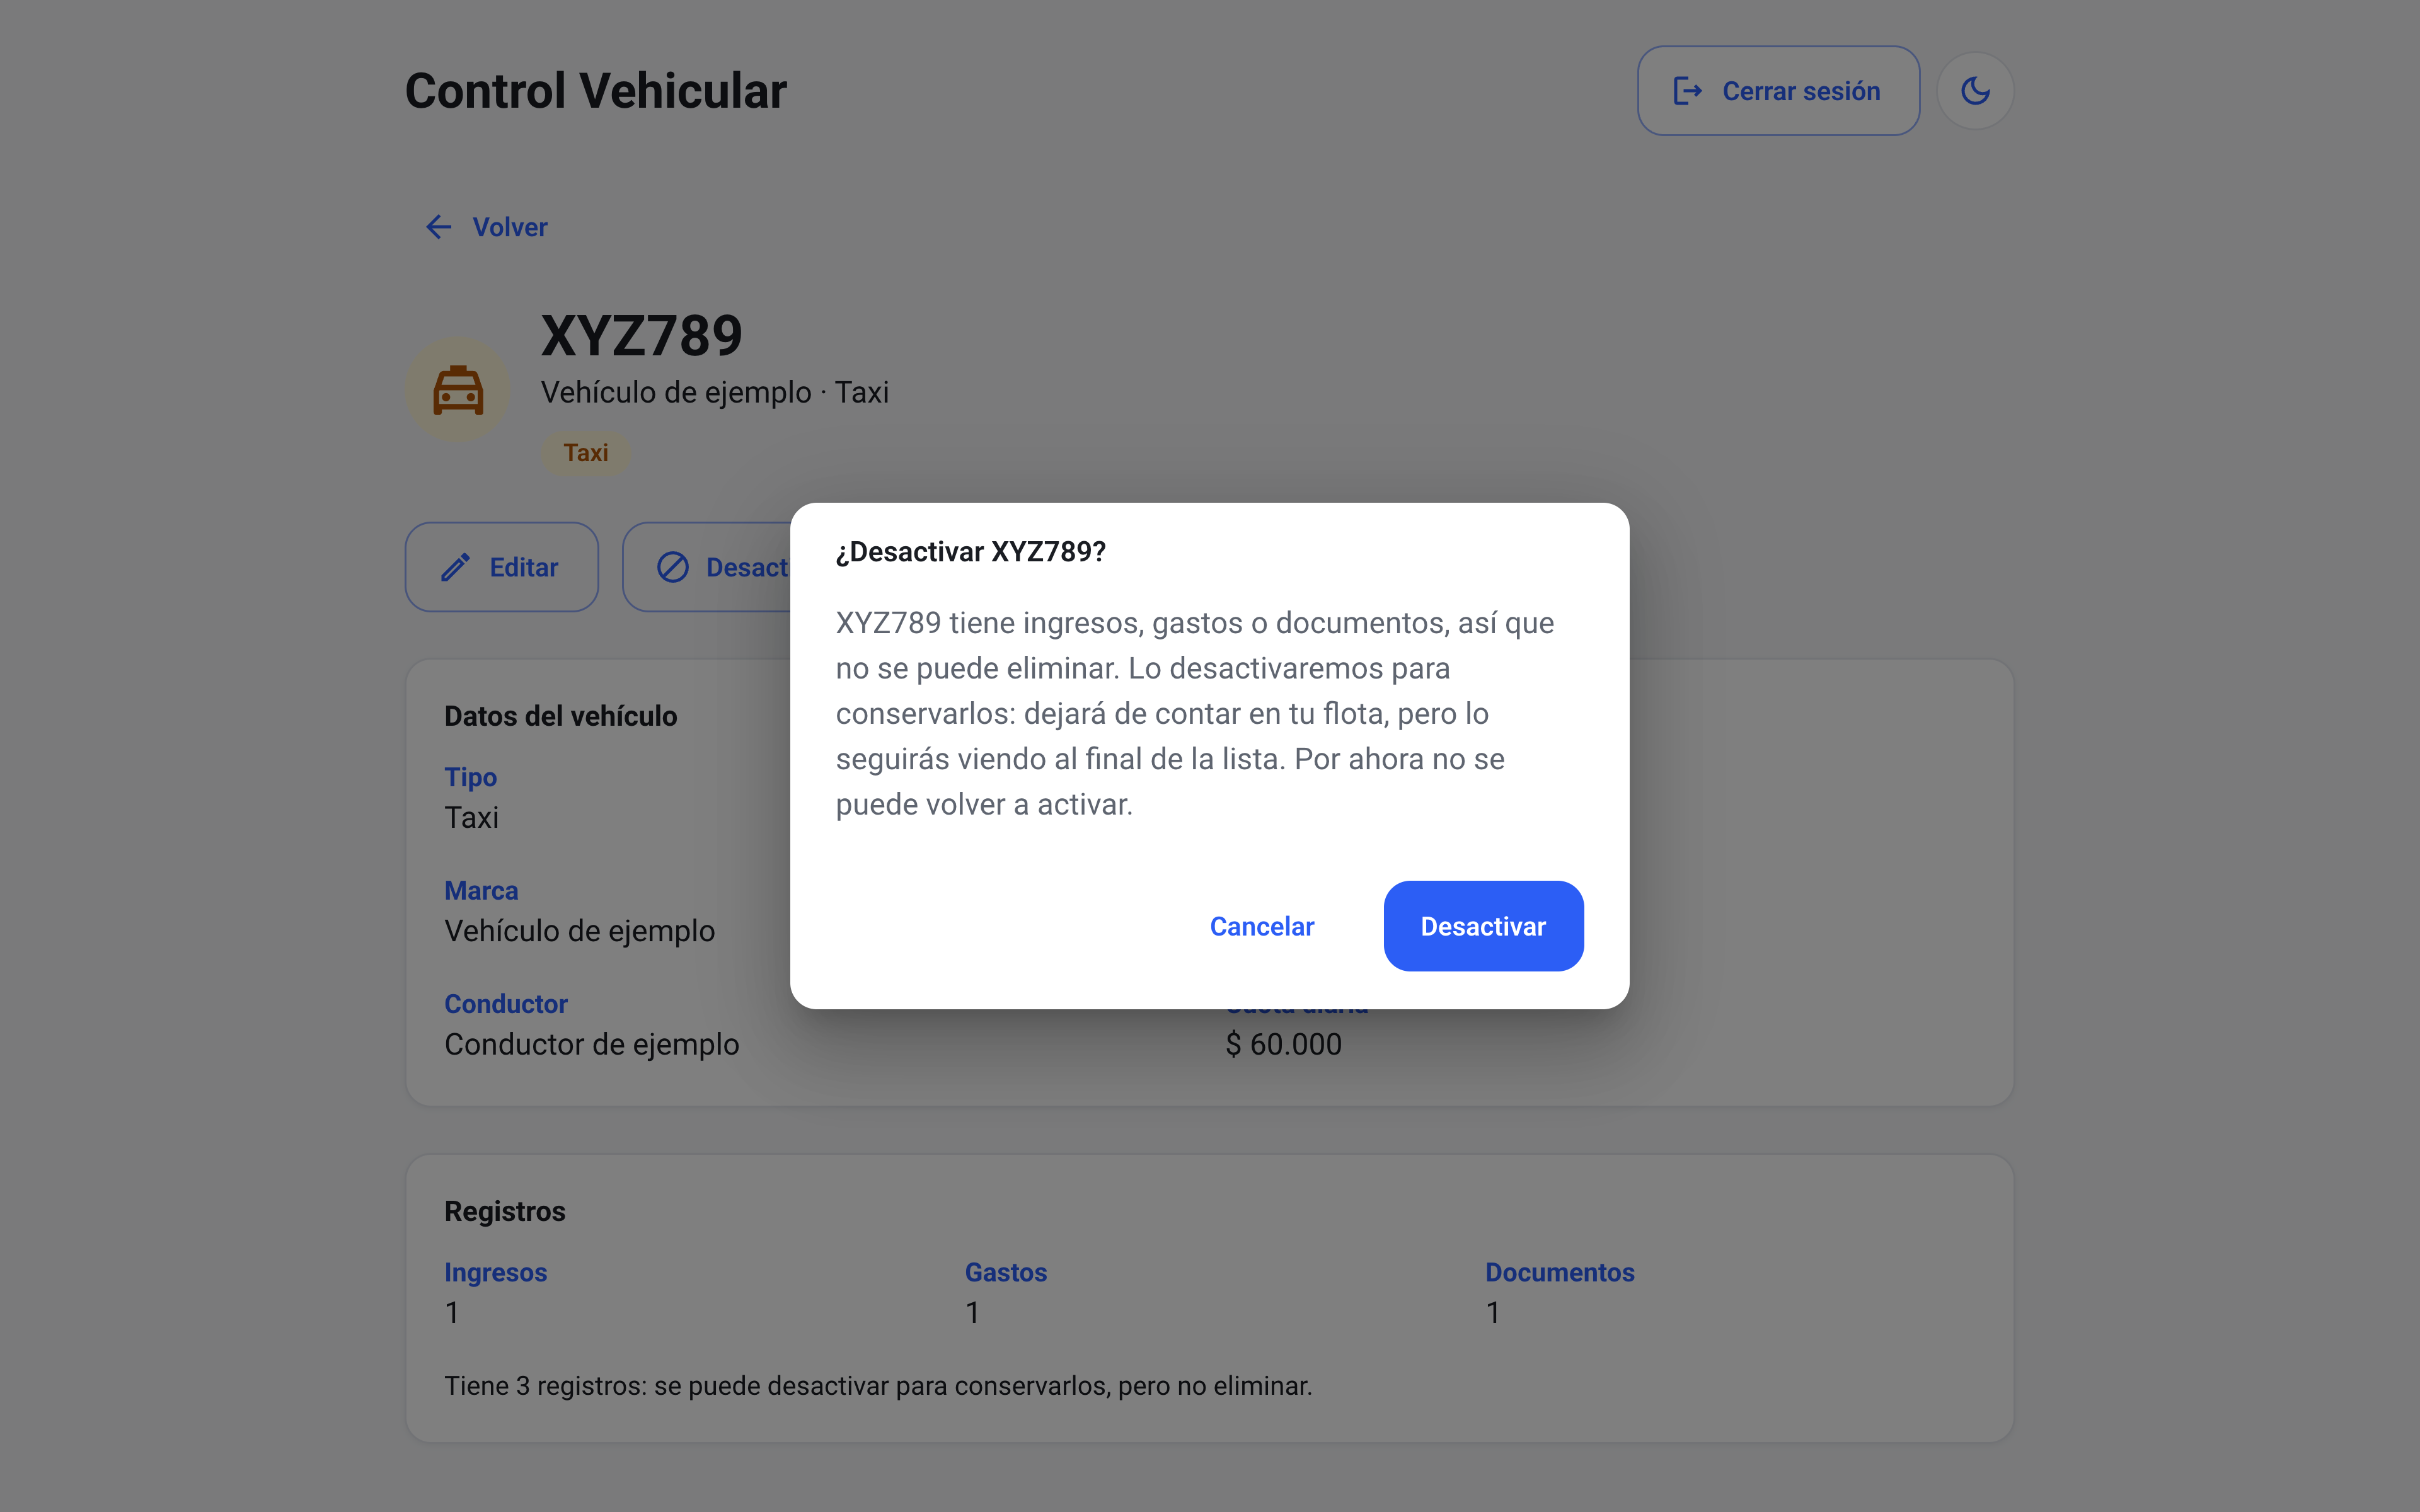 Control Vehicular
Cerrar sesión
Volver
XYZ789
Vehículo de ejemplo · Taxi
Taxi
Editar
¿Desactivar XYZ789?
XYZ789 tiene ingresos, gastos o documentos, así que
no se puede eliminar. Lo desactivaremos para
conservarlos: dejará de contar en tu flota, pero lo
seguirás viendo al final de la lista. Por ahora no se
puede volver a activar.
Cancelar
Desactivar
Datos del vehículo
Tipo
Taxi
Marca
Vehículo de ejemplo
Conductor
Conductor de ejemplo
$ 60.000
Registros
Ingresos
1
Gastos
1
Documentos
1
Tiene 3 registros: se puede desactivar para conservarlos, pero no eliminar.